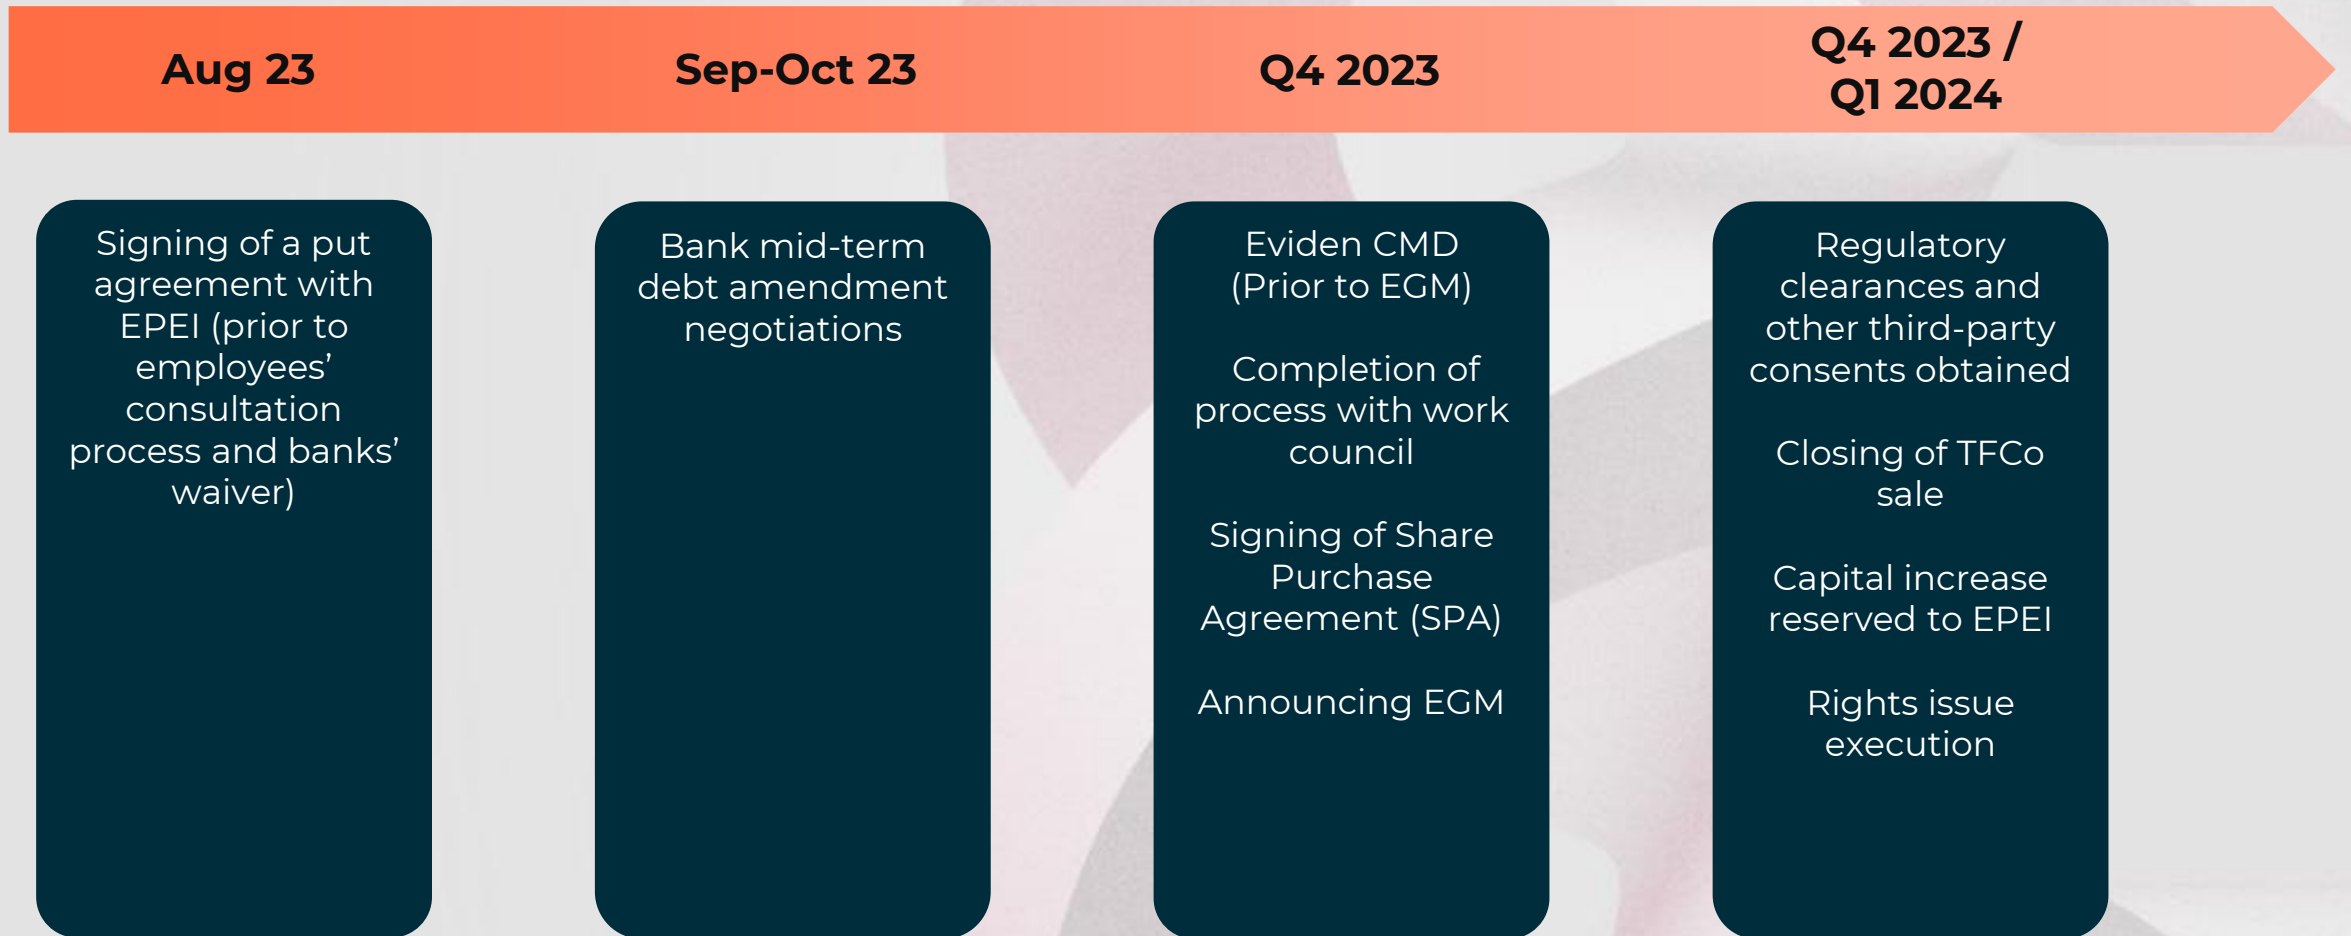 Aug 23
Sep-Oct 23
Q4 2023
Q4 2023 /
Q1 2024
Signing of a put
agreement with
EPEI (prior to
employees’
consultation
process and banks’
waiver)
Bank mid-term
debt amendment
negotiations
Eviden CMD
(Prior to EGM)
Completion of
process with work
council
Signing of Share
Purchase
Agreement (SPA)
Announcing EGM
Regulatory
clearances and
other third-party
consents obtained
Closing of TFCo
sale
Capital increase
reserved to EPEI
Rights issue
execution